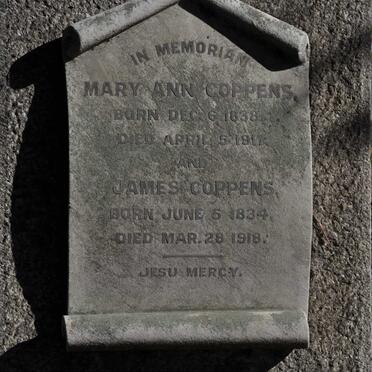 IN MEMORIAM
MARY ANN COPPENS,
BORN DEC. 6 1838.
DIED APRIL 5 1917.
AND
JAMES COPPENS,
BORN JUNE 5 1834.
DIED MAR. 28 1918.
JESU MERCY.